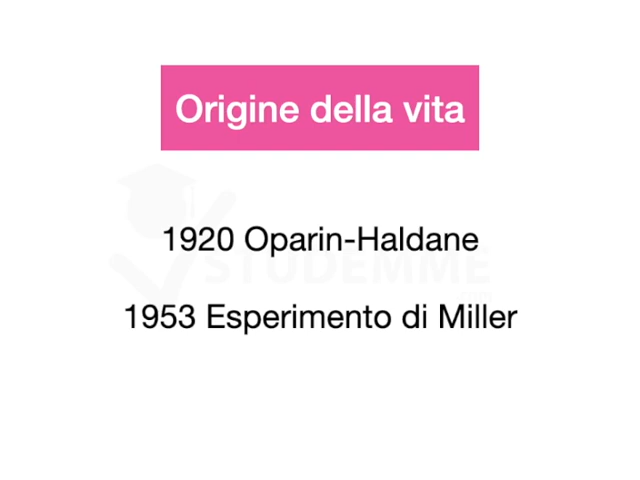 Origine della vita
1920 Oparin-Haldane
STUDEMME
1953 Esperimento di Miller